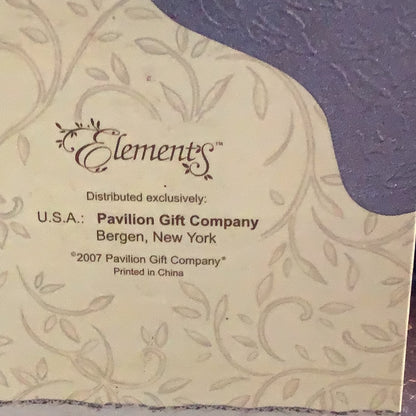 Elements™
Distributed exclusively:
U.S.A.: Pavilion Gift Company
Bergen, New York
©2007 Pavilion Gift Company®
Printed in China